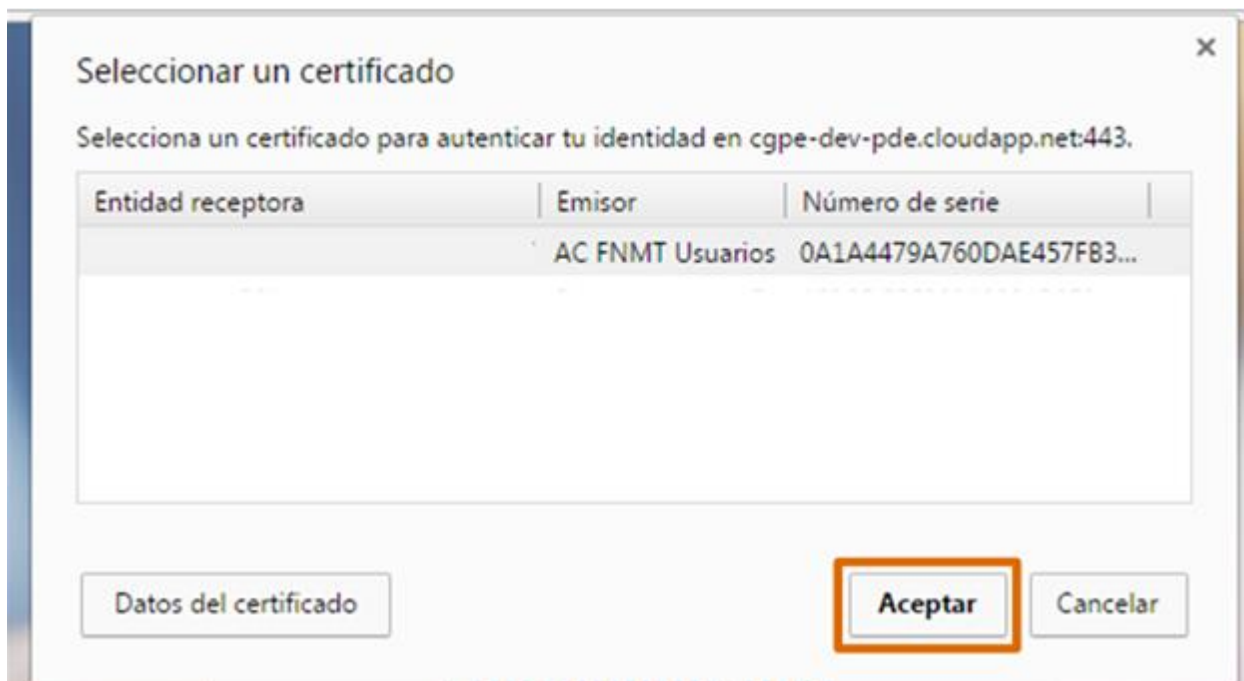 Seleccionar un certificado
Selecciona un certificado para autenticar tu identidad en cgpe-dev-pde.cloudapp.net:443.
Entidad receptora Emisor Número de serie
AC FNMT Usuarios 0A1A4479A760DAE457FB3...
Datos del certificado Aceptar Cancelar